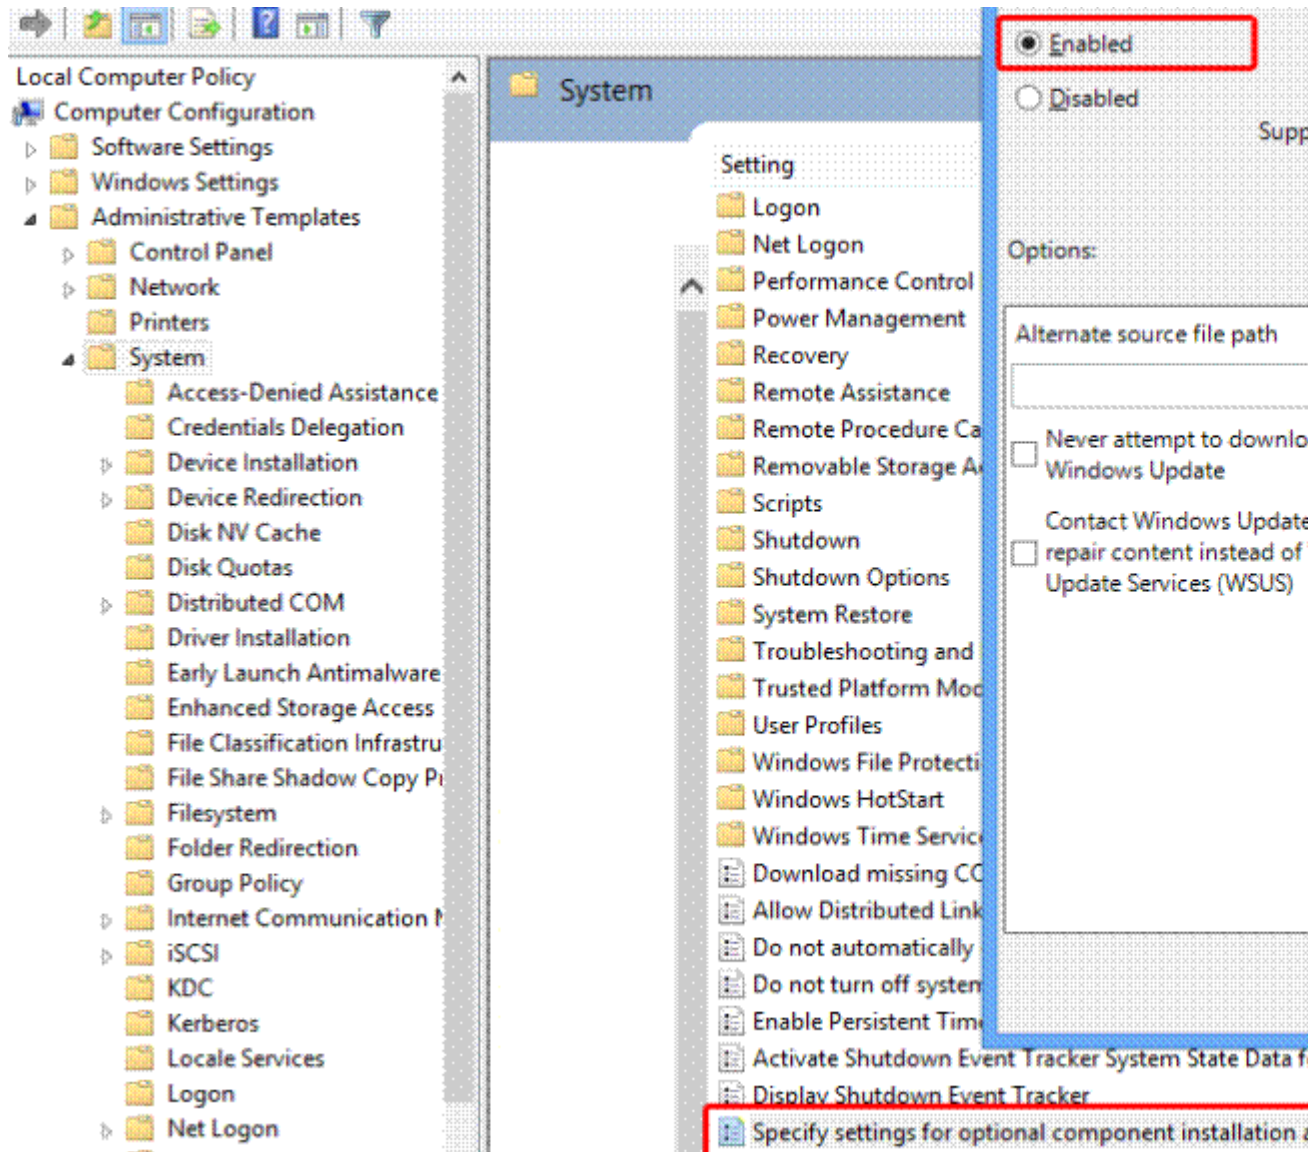 Local Computer Policy
Computer Configuration
Software Settings
Windows Settings
Administrative Templates
Control Panel
Network
Printers
System
Access-Denied Assistance
Credentials Delegation
Device Installation
Device Redirection
Disk NV Cache
Disk Quotas
Distributed COM
Driver Installation
Early Launch Antimalware
Enhanced Storage Access
File Classification Infrastru
File Share Shadow Copy Pr
Filesystem
Folder Redirection
Group Policy
Internet Communication
iSCSI
KDC
Kerberos
Locale Services
Logon
Net Logon
System
Setting
Logon
Net Logon
Performance Control
Power Management
Recovery
Remote Assistance
Remote Procedure Ca
Removable Storage A
Scripts
Shutdown
Shutdown Options
System Restore
Troubleshooting and
Trusted Platform Mod
User Profiles
Windows File Protecti
Windows HotStart
Windows Time Servic
Download missing CO
Allow Distributed Link
Do not automatically
Do not turn off system
Enable Persistent Time
Activate Shutdown Event Tracker System State Data f
Display Shutdown Event Tracker
Specify settings for optional component installation a
Enabled
Disabled
Supp
Options:
Alternate source file path
Never attempt to downlo
Windows Update
Contact Windows Update
repair content instead of
Update Services (WSUS)